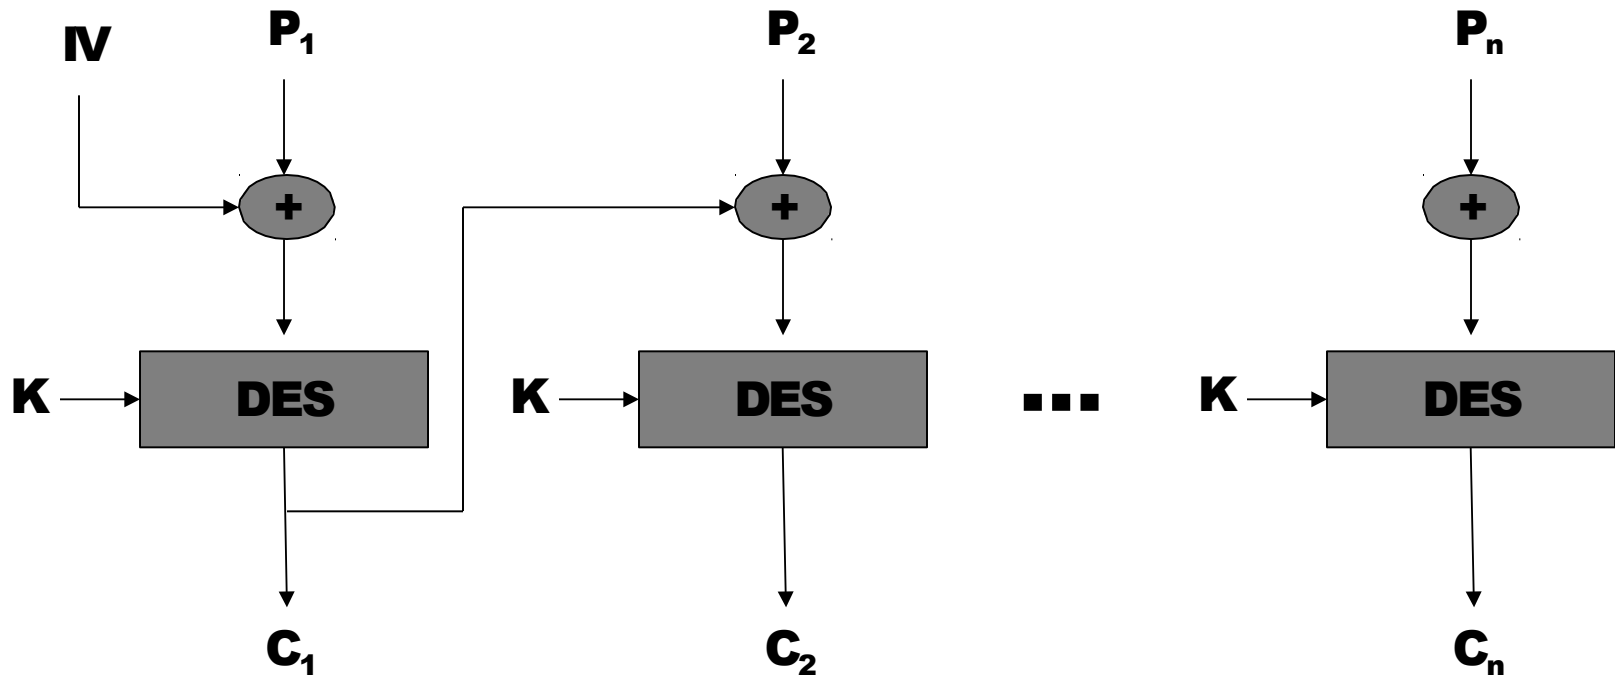 IV P1 P2 Pn
+ + +
K DES K DES ... K DES
C1 C2 Cn